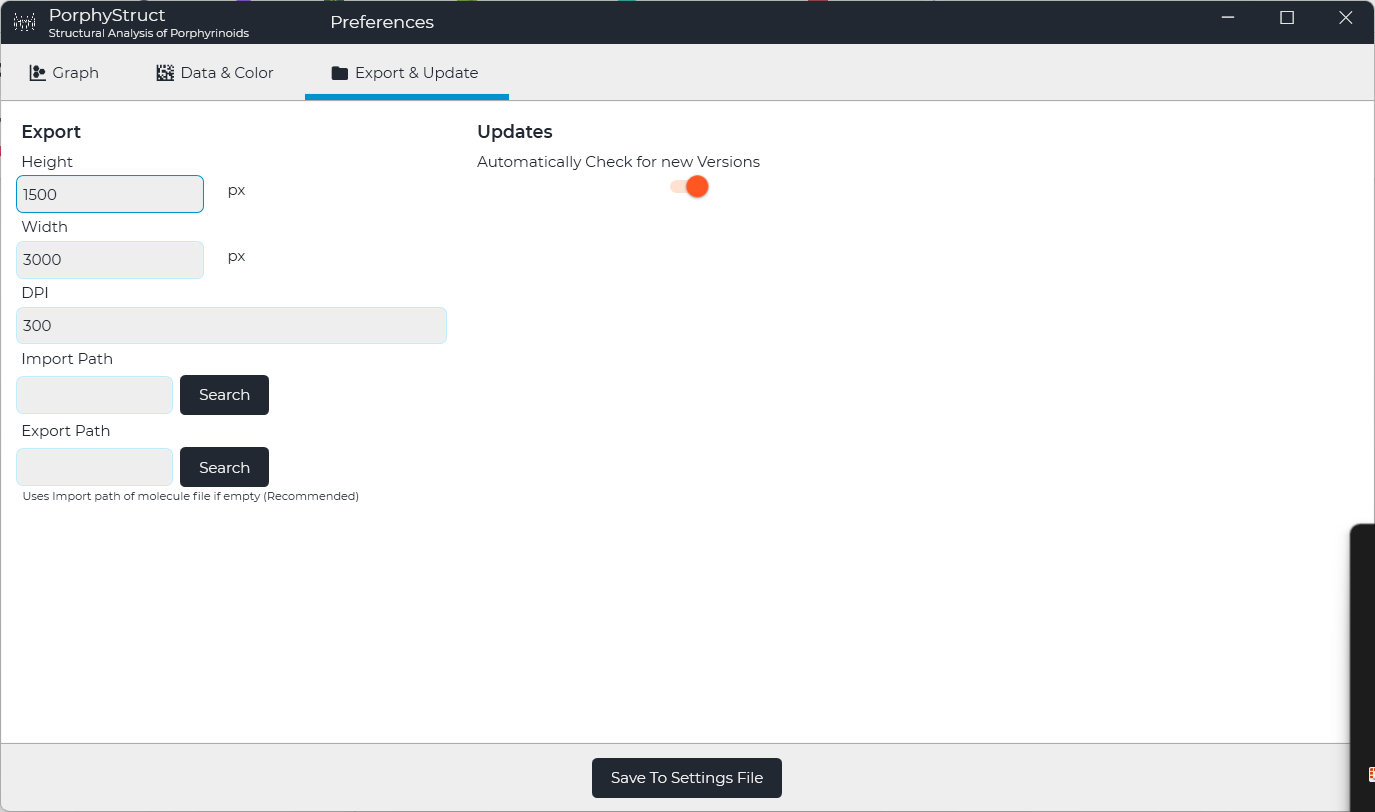 PorphyStruct
Structural Analysis of Porphyrinoids
Preferences
Graph
Data & Color
Export & Update
Export
Height
1500
px
Width
3000
px
DPI
300
Import Path
Search
Export Path
Search
Uses Import path of molecule file if empty (Recommended)
Updates
Automatically Check for new Versions
Save To Settings File